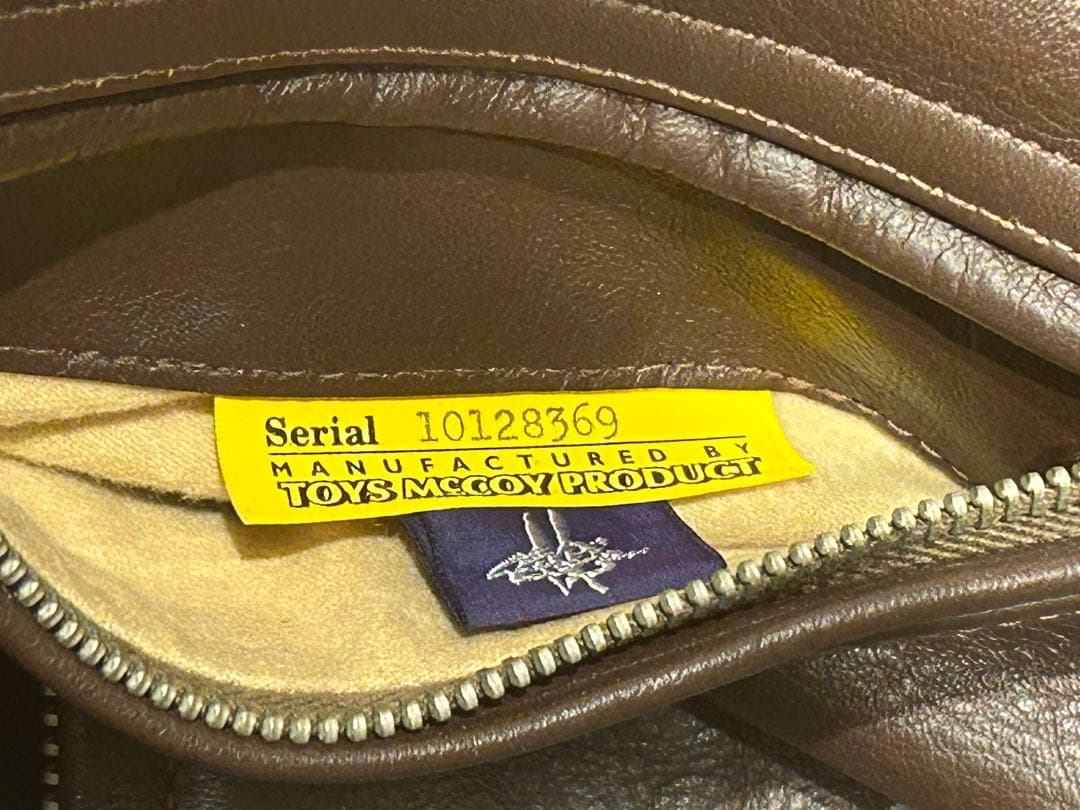 Serial 10128369
MANUFACTURED BY
TOYS McCOY PRODUCT